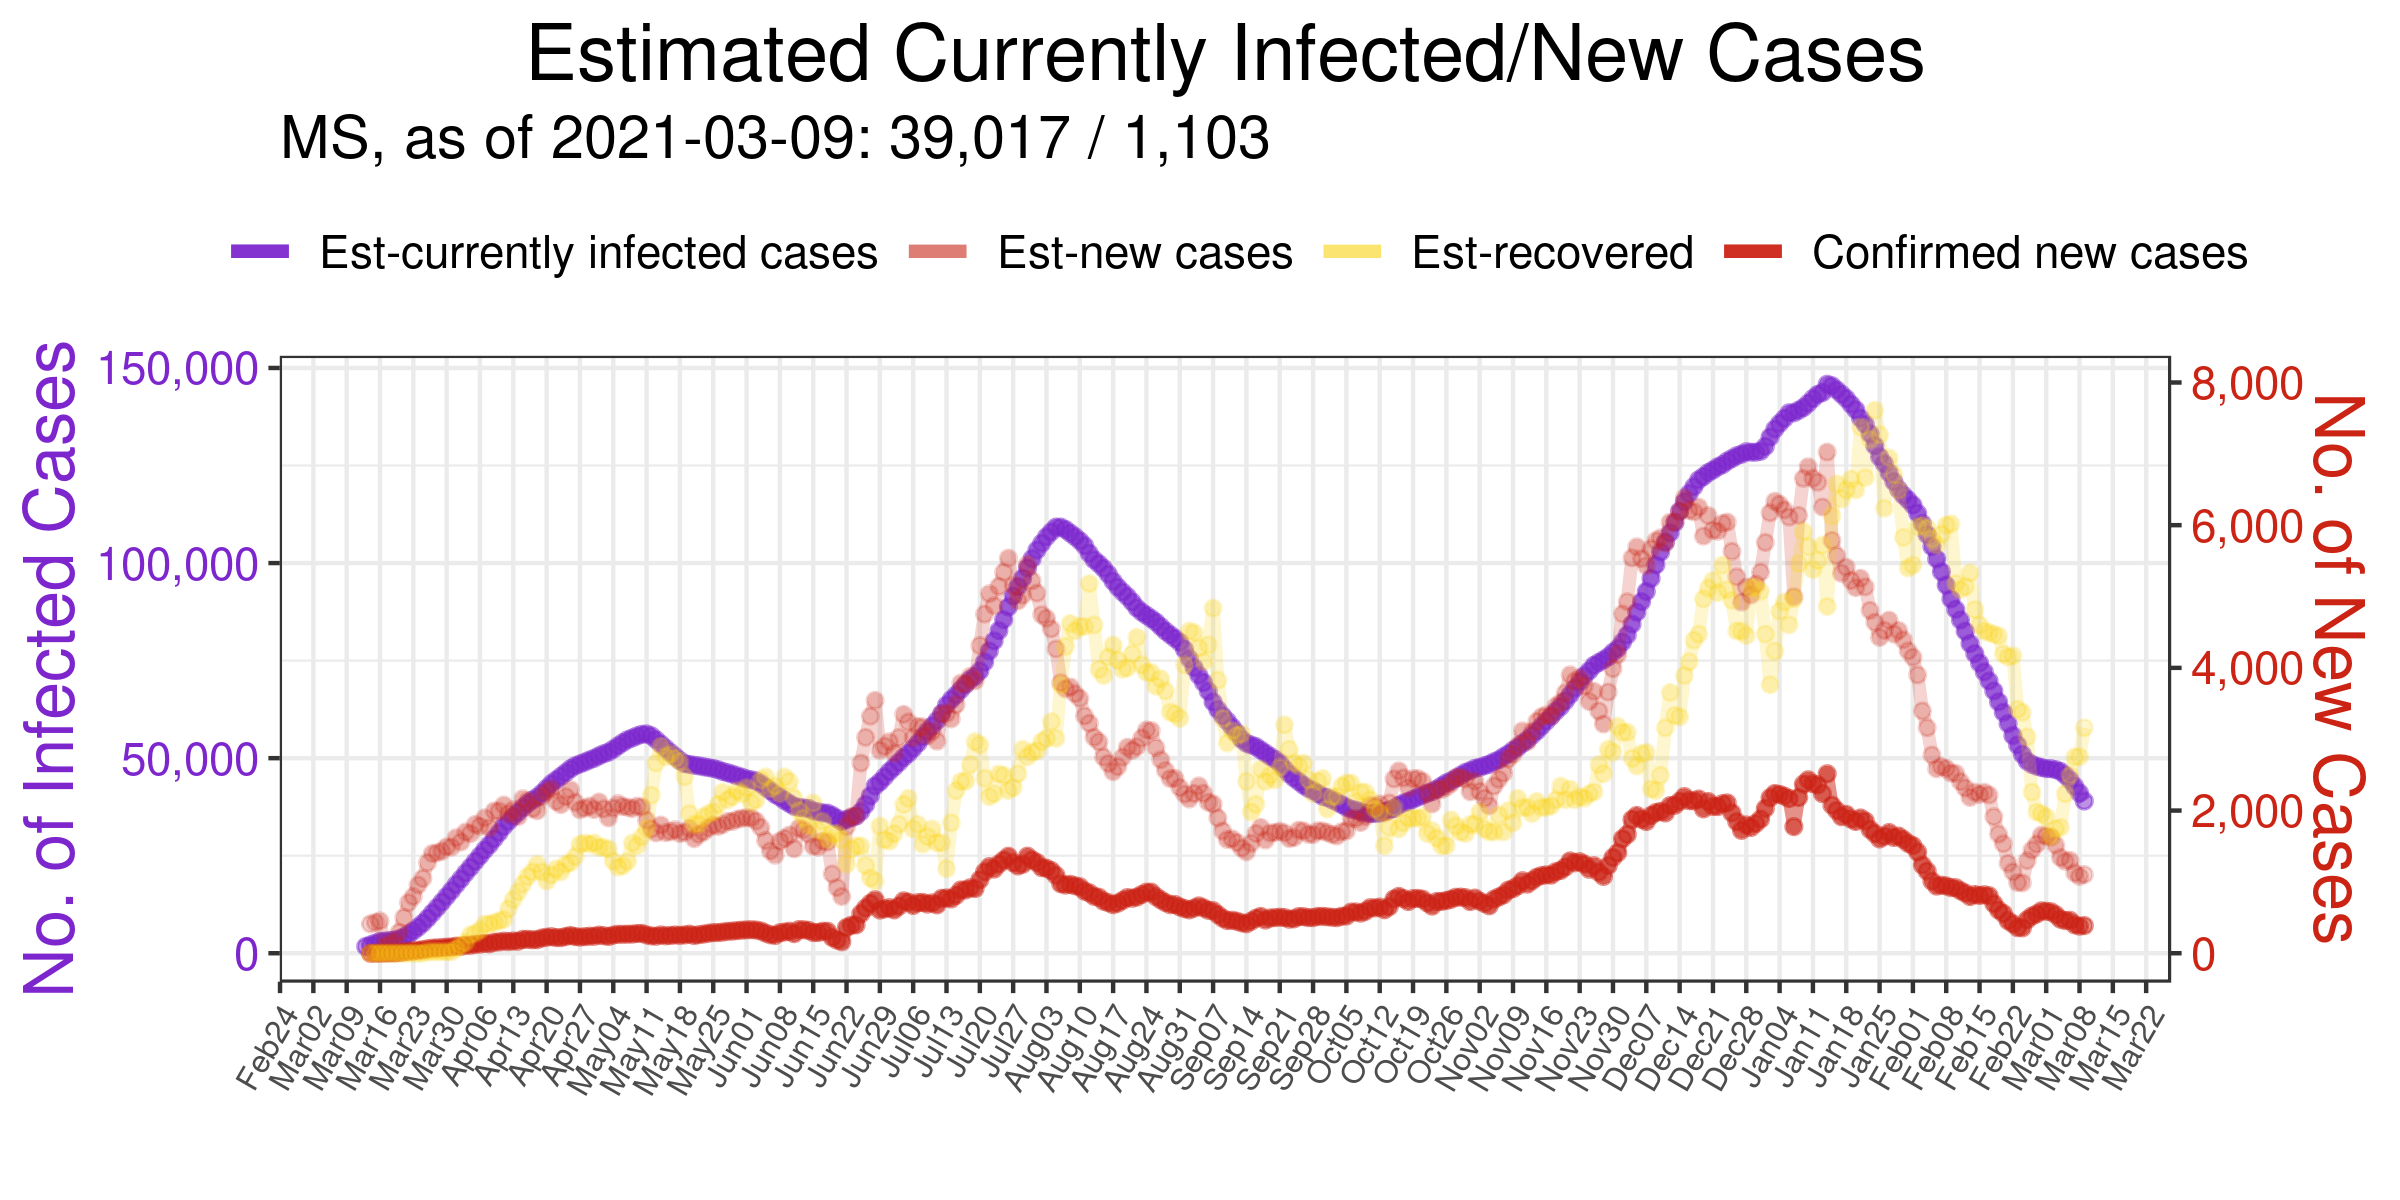 Estimated Currently Infected/New Cases
MS, as of 2021-03-09: 39,017 / 1,103
Est-currently infected cases
Est-new cases
Est-recovered
Confirmed new cases
No. of Infected Cases
150,000
100,000
50,000
0
8,000
6,000
4,000
2,000
0
No. of New Cases
Feb24
Mar02
Mar09
Mar16
Mar23
Mar30
Apr06
Apr13
Apr20
Apr27
May04
May11
May18
May25
Jun01
Jun08
Jun15
Jun22
Jun29
Jul06
Jul13
Jul20
Jul27
Aug03
Aug10
Aug17
Aug24
Aug31
Sep07
Sep14
Sep21
Sep28
Oct05
Oct12
Oct19
Oct26
Nov02
Nov09
Nov16
Nov23
Nov30
Dec07
Dec14
Dec21
Dec28
Jan04
Jan11
Jan18
Jan25
Feb01
Feb08
Feb15
Feb22
Mar01
Mar08
Mar15
Mar22